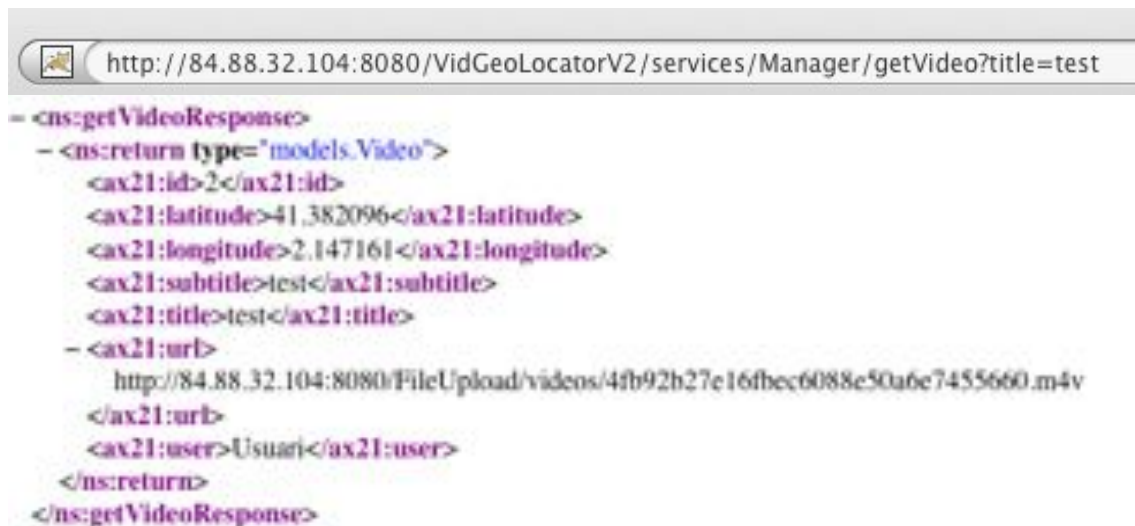 http://84.88.32.104:8080/VidGeoLocatorV2/services/Manager/getVideo?title=test
– <ns:getVideoResponse>
– <ns:return type="models.Video">
<ax21:id>2</ax21:id>
<ax21:latitude>41.382096</ax21:latitude>
<ax21:longitude>2.147161</ax21:longitude>
<ax21:subtitle>test</ax21:subtitle>
<ax21:title>test</ax21:title>
– <ax21:url>
http://84.88.32.104:8080/FileUpload/videos/4fb92b27e16fbec6088e50a6e7455660.m4v
</ax21:url>
<ax21:user>Usuari</ax21:user>
</ns:return>
</ns:getVideoResponse>